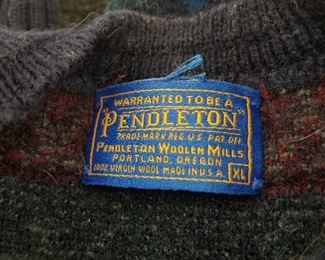 WARRANTED TO BE A
"PENDLETON"
TRADEMARK REG. U.S. PAT. OFF.
PENDLETON WOOLEN MILLS
PORTLAND, OREGON
100% VIRGIN WOOL MADE IN U.S.A. XL